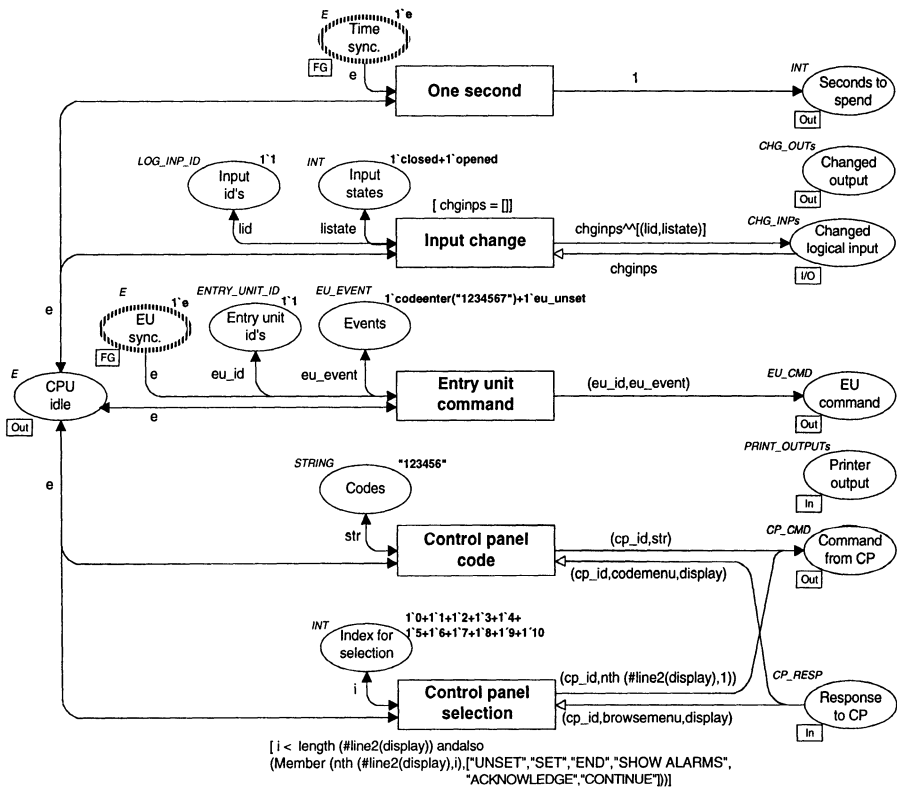 E
1`e
Time
sync.
FG
e
One second
1
INT
Seconds to
spend
Out
CHG_OUTs
Changed
output
Out
LOG_INP_ID
1`1
Input
id's
INT
1`closed+1`opened
Input
states
[ chginps = []]
lid
listate
Input change
chginps^^[(lid,listate)]
chginps
CHG_INPs
Changed
logical input
I/O
e
E
1`e
EU
sync.
FG
e
ENTRY_UNIT_ID
1`1
Entry unit
id's
eu_id
EU_EVENT
1`codeenter("1234567")+1`eu_unset
Events
eu_event
Entry unit
command
(eu_id,eu_event)
EU_CMD
EU
command
Out
E
CPU
idle
Out
e
PRINT_OUTPUTs
Printer
output
In
e
STRING
"123456"
Codes
str
Control panel
code
(cp_id,str)
(cp_id,codemenu,display)
CP_CMD
Command
from CP
Out
INT
1`0+1`1+1`2+1`3+1`4+
1`5+1`6+1`7+1`8+1´9+1´10
Index for
selection
i
Control panel
selection
(cp_id,nth (#line2(display),1))
(cp_id,browsemenu,display)
CP_RESP
Response
to CP
In
[ i < length (#line2(display)) andalso
(Member (nth (#line2(display),i),["UNSET","SET","END","SHOW ALARMS",
"ACKNOWLEDGE","CONTINUE"]))]